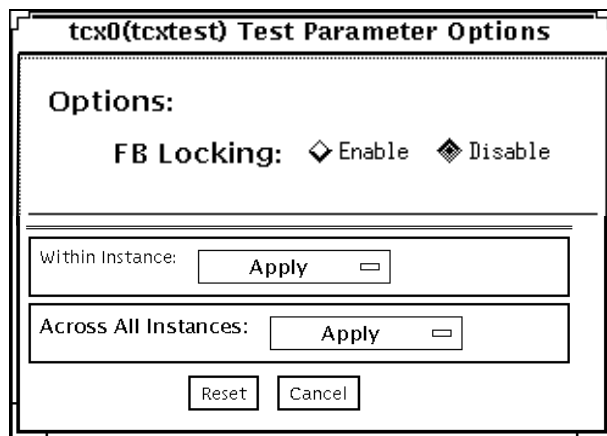 tcx0(tcxtest) Test Parameter Options
Options:
FB Locking: Enable Disable
Within Instance: Apply
Across All Instances: Apply
Reset Cancel